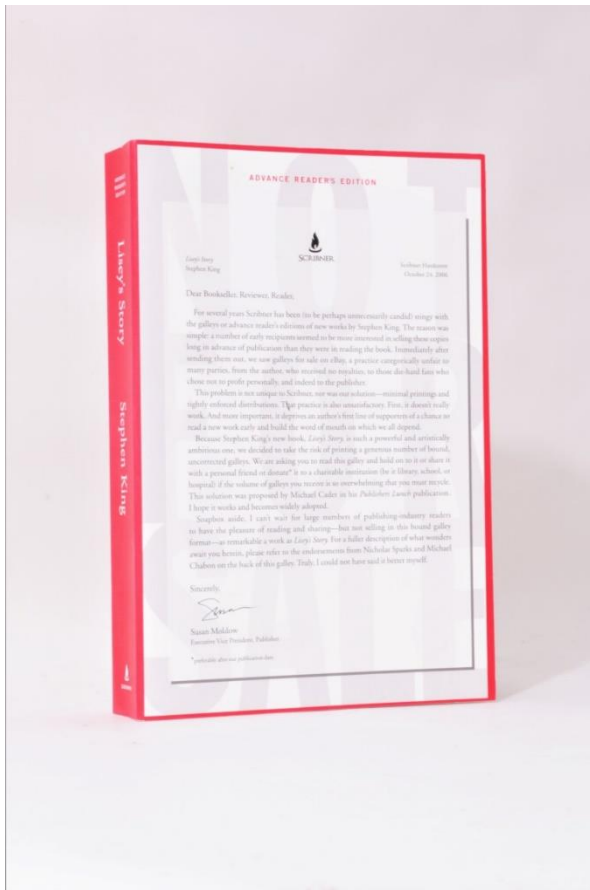 Lisey's Story
Stephen King
SCRIBNER
NOT
SALE
ADVANCE READER'S EDITION
SCRIBNER
Lisey's Story
Stephen King
Scribner Hardcover
October 24, 2006
Dear Bookseller, Reviewer, Reader,
For several years Scribner has been (to be perhaps unnecessarily candid) stingy with
the galleys or advance reader's editions of new works by Stephen King. The reason was
simple: a number of early recipients seemed to be more interested in selling these copies
long in advance of publication than they were in reading the book. Immediately after
sending them out, we saw galleys for sale on eBay, a practice categorically unfair to
many parties, from the author, who received no royalties, to those die-hard fans who
chose not to profit personally, and indeed to the publisher.
This problem is not unique to Scribner, nor was our solution—minimal printings and
tightly enforced distributions. That practice is also unsatisfactory. First, it doesn't really
work. And more important, it deprives an author's first line of supporters of a chance to
read a new work early and build the word of mouth on which we all depend.
Because Stephen King's new book, Lisey's Story, is such a powerful and artistically
ambitious one, we decided to take the risk of printing a generous number of bound,
uncorrected galleys. We are asking you to read this galley and hold on to it or share it
with a personal friend or donate* it to a charitable institution (be it library, school, or
hospital) if the volume of galleys you receive is so overwhelming that you must recycle.
This solution was proposed by Michael Cader in his Publishers Lunch publication.
I hope it works and becomes widely adopted.
Soapbox aside, I can't wait for large numbers of publishing-industry readers
to have the pleasure of reading and sharing—but not selling in this bound galley
format—so remarkable a work as Lisey's Story. For a fuller description of what wonders
await you herein, please refer to the endorsements from Nicholas Sparks and Michael
Chabon on the back of this galley. Truly, I could not have said it better myself.
Sincerely,
Susan
Susan Moldow
Executive Vice President, Publisher
* preferably after our publication date